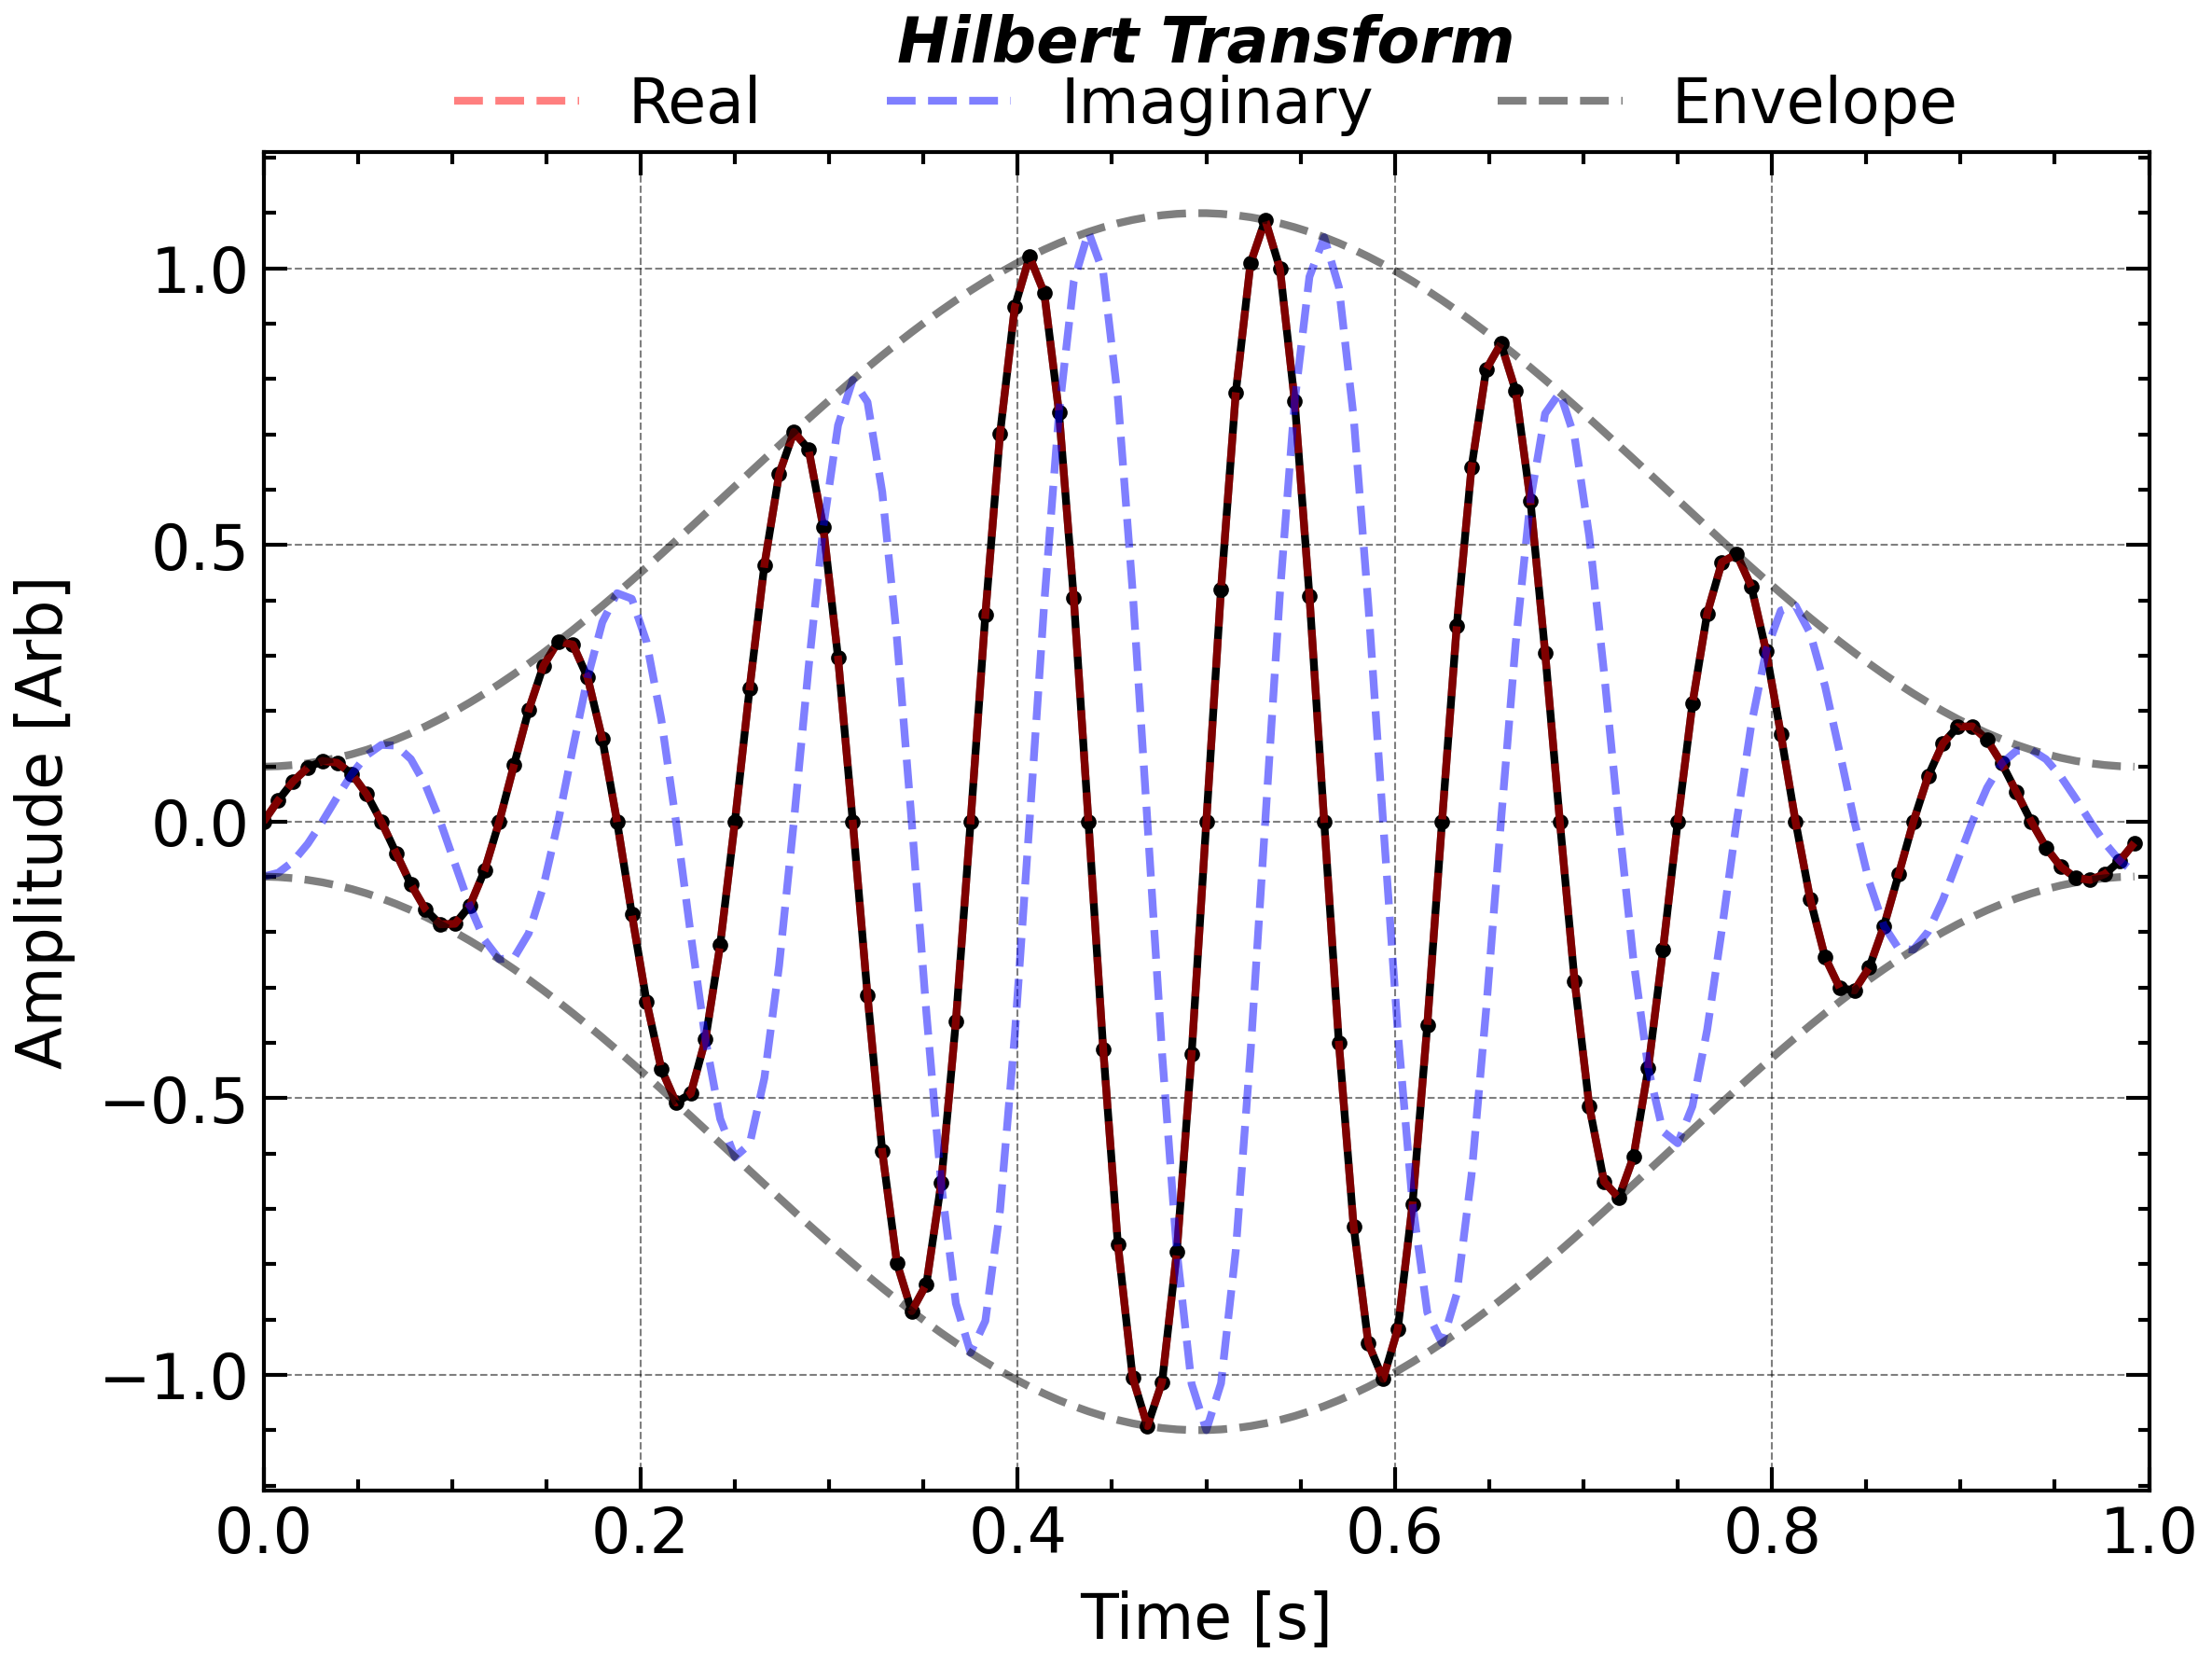 Hilbert Transform
Real Imaginary Envelope
Amplitude [Arb]
1.0
0.5
0.0
−0.5
−1.0
0.0 0.2 0.4 0.6 0.8 1.0
Time [s]